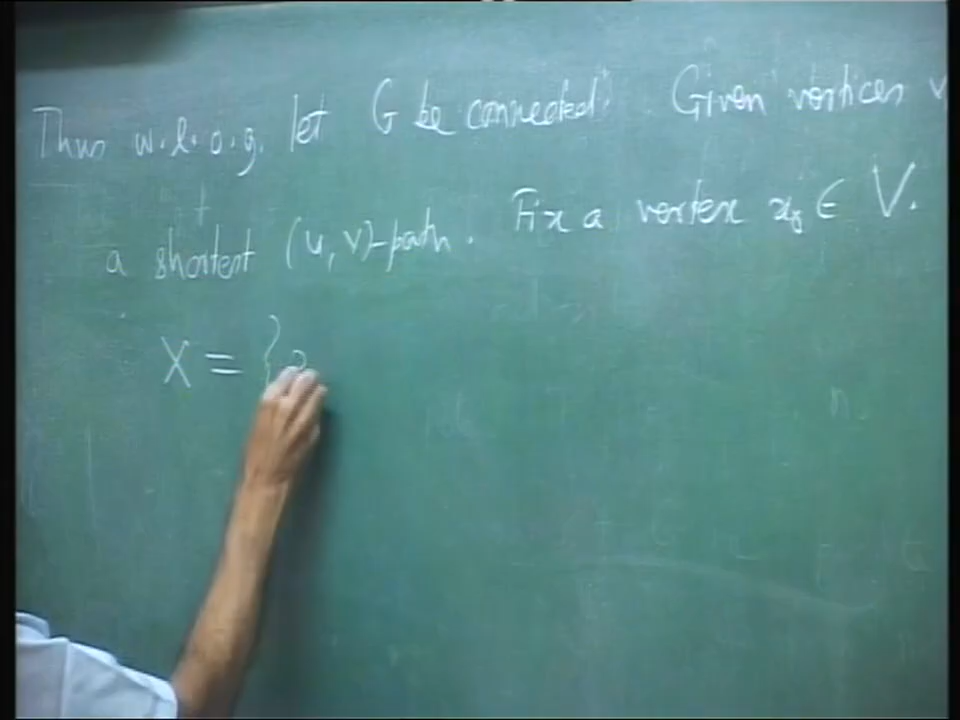 Thus w.l.o.g. let G be connected. Given vertices
a shortest (u, v)-path. Fix a vertex x₀ ∈ V.
X = {